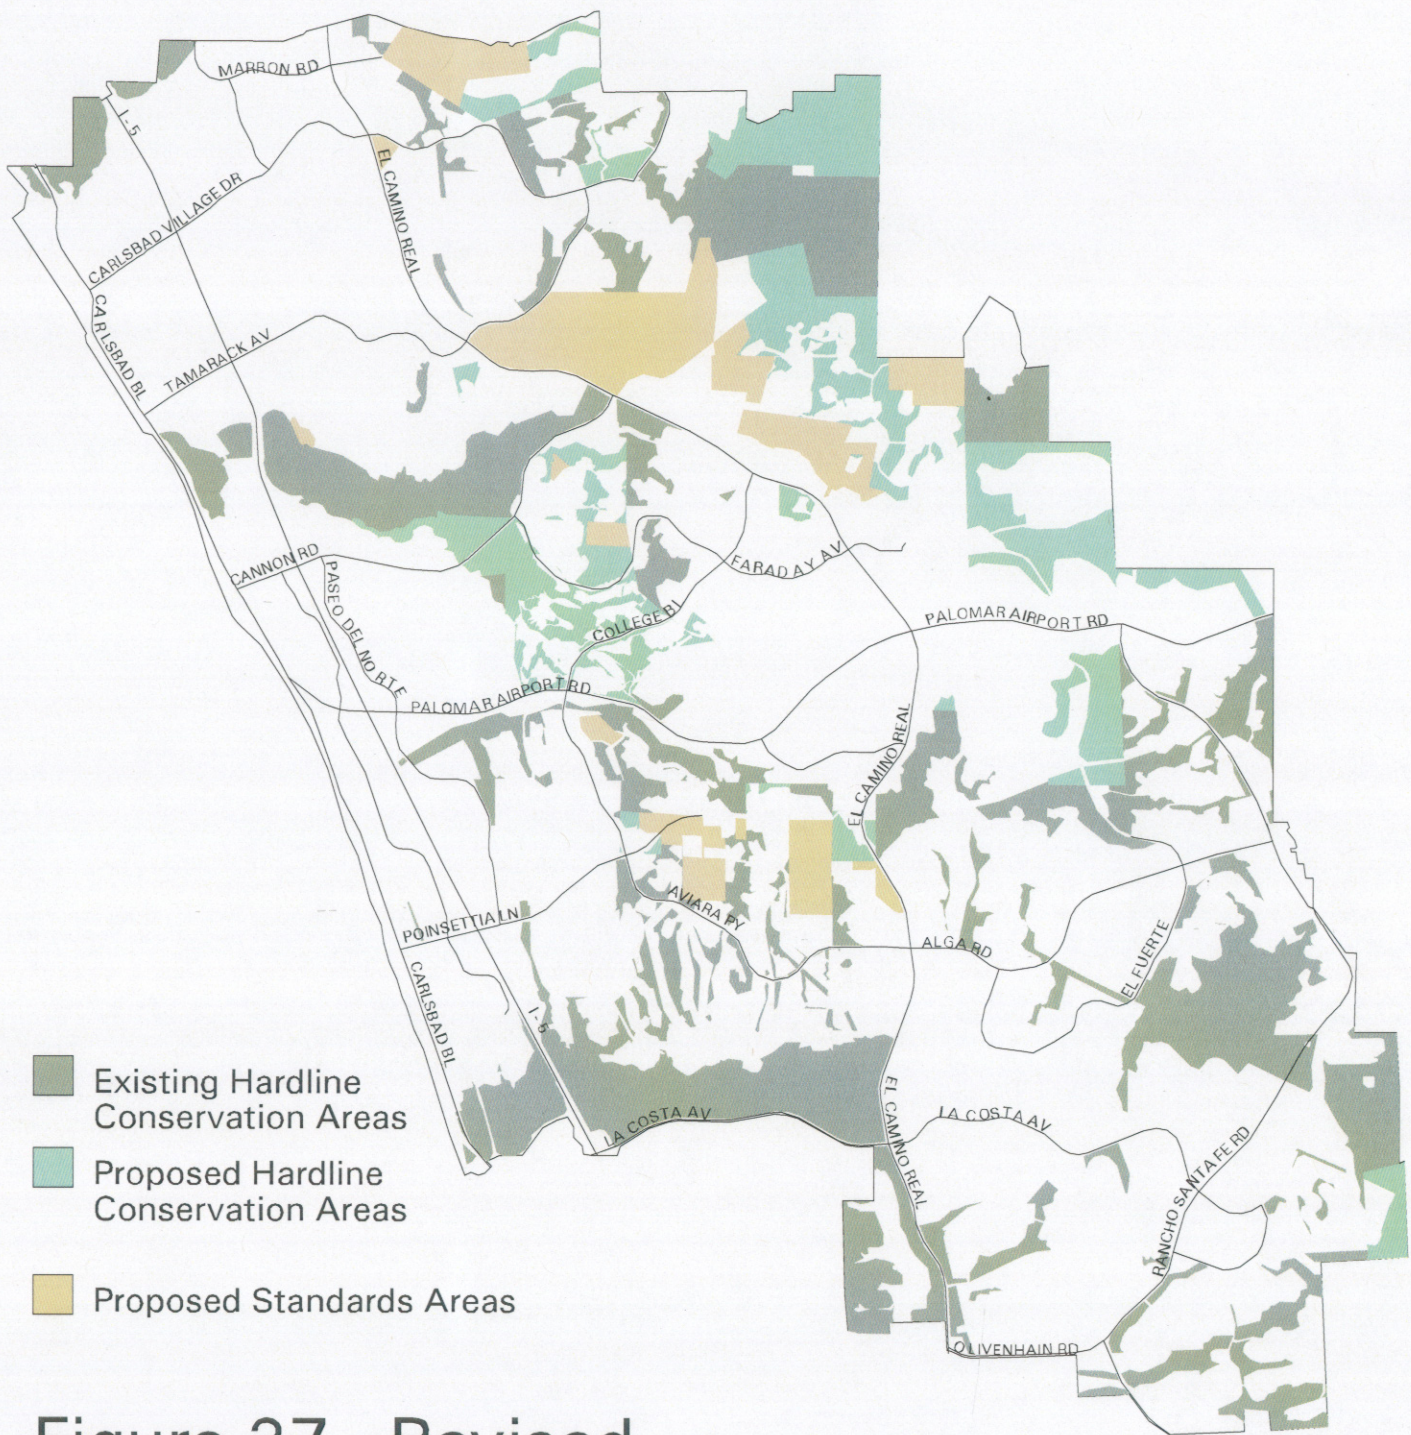 MARRON RD
I-5
EL CAMINO REAL
CARLSBAD VILLAGE DR
CARLSBAD BL
TAMARACK AV
CANNON RD
PASEO DEL NORTE
FARADAY AV
COLLEGE BL
PALOMAR AIRPORT RD
PALOMAR AIRPORT RD
EL CAMINO REAL
AVIARA PY
POINSETTIA LN
ALGA RD
EL FUERTE
CARLSBAD BL
I-5
LA COSTA AV
EL CAMINO REAL
LA COSTA AV
RANCHO SANTA FE RD
OLIVENHAIN RD
Existing Hardline
Conservation Areas
Proposed Hardline
Conservation Areas
Proposed Standards Areas
Figure 27 - Revised